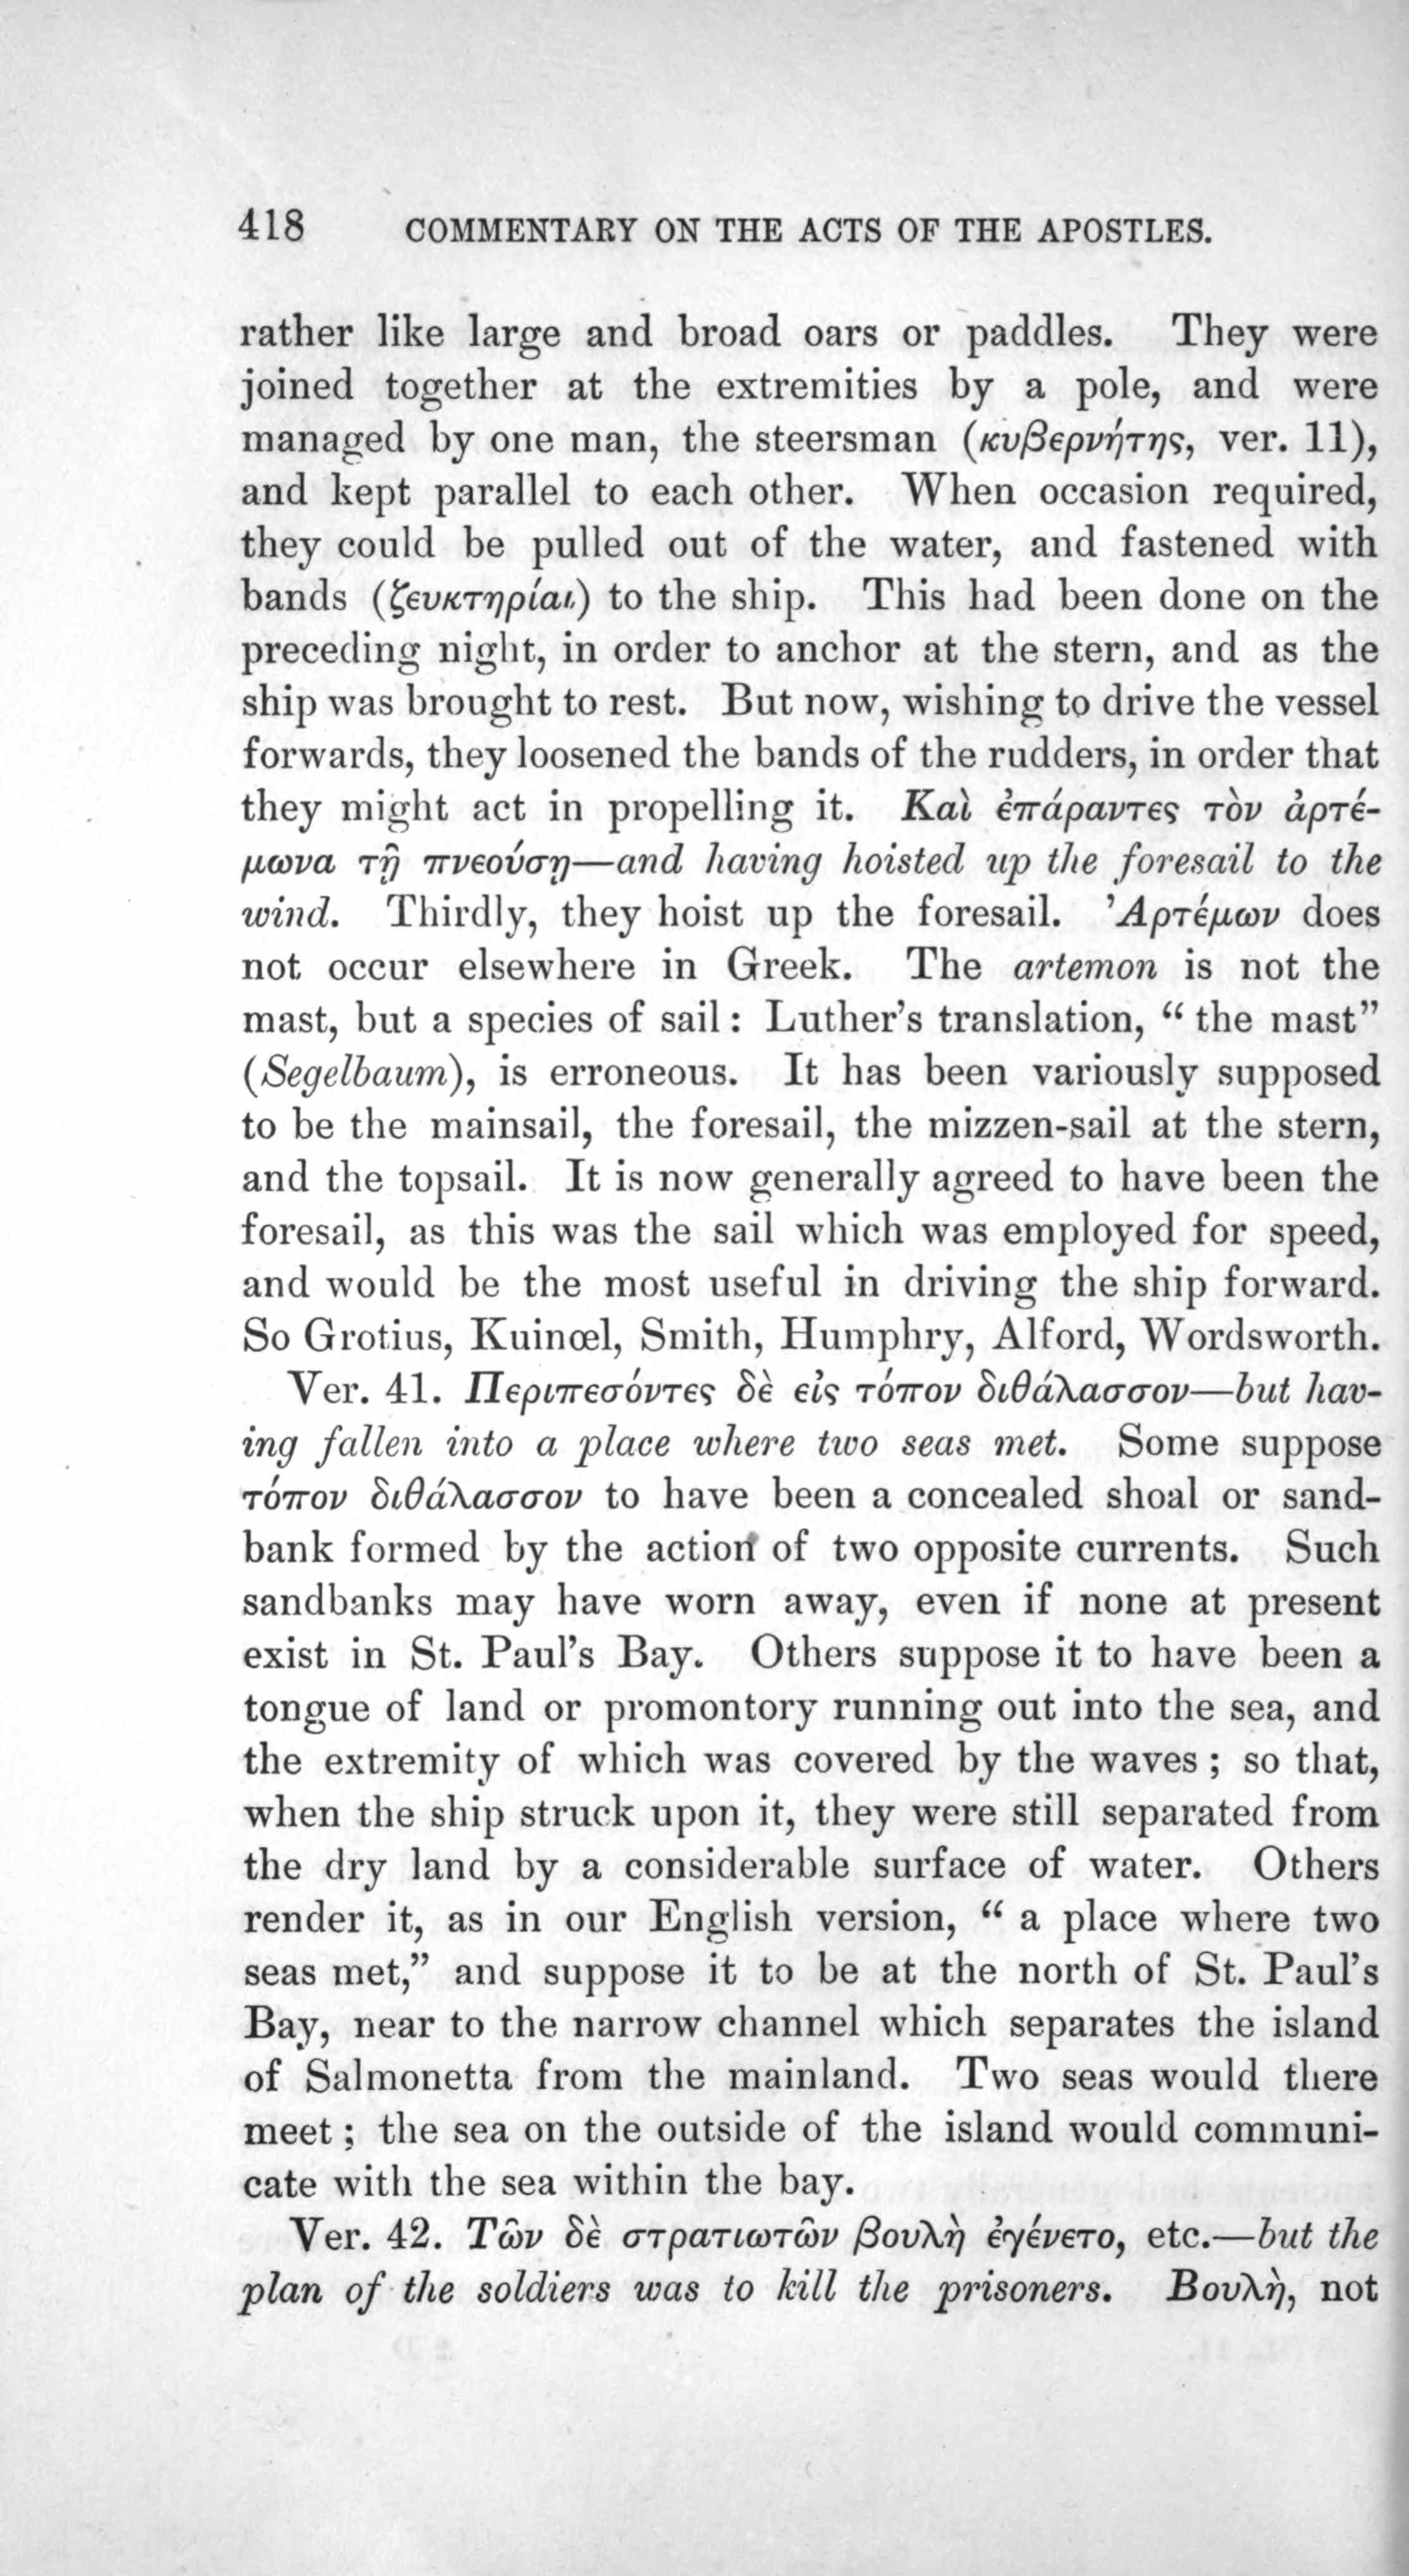 418 COMMENTARY ON THE ACTS OF THE APOSTLES.
rather like large and broad oars or paddles. They were
joined together at the extremities by a pole, and were
managed by one man, the steersman (κυβερνήτης, ver. 11),
and kept parallel to each other. When occasion required,
they could be pulled out of the water, and fastened with
bands (ζευκτηρίαι) to the ship. This had been done on the
preceding night, in order to anchor at the stern, and as the
ship was brought to rest. But now, wishing to drive the vessel
forwards, they loosened the bands of the rudders, in order that
they might act in propelling it. Καὶ ἐπάραντες τὸν ἀρτέ-
μωνα τῇ πνεούσῃ—and having hoisted up the foresail to the
wind. Thirdly, they hoist up the foresail. Ἀρτέμων does
not occur elsewhere in Greek. The artemon is not the
mast, but a species of sail: Luther's translation, “the mast”
(Segelbaum), is erroneous. It has been variously supposed
to be the mainsail, the foresail, the mizzen-sail at the stern,
and the topsail. It is now generally agreed to have been the
foresail, as this was the sail which was employed for speed,
and would be the most useful in driving the ship forward.
So Grotius, Kuinœl, Smith, Humphry, Alford, Wordsworth.
Ver. 41. Περιπεσόντες δὲ εἰς τόπον διθάλασσον—but hav-
ing fallen into a place where two seas met. Some suppose
τόπον διθάλασσον to have been a concealed shoal or sand-
bank formed by the action of two opposite currents. Such
sandbanks may have worn away, even if none at present
exist in St. Paul's Bay. Others suppose it to have been a
tongue of land or promontory running out into the sea, and
the extremity of which was covered by the waves; so that,
when the ship struck upon it, they were still separated from
the dry land by a considerable surface of water. Others
render it, as in our English version, “a place where two
seas met,” and suppose it to be at the north of St. Paul's
Bay, near to the narrow channel which separates the island
of Salmonetta from the mainland. Two seas would there
meet; the sea on the outside of the island would communi-
cate with the sea within the bay.
Ver. 42. Τῶν δὲ στρατιωτῶν βουλὴ ἐγένετο, etc.—but the
plan of the soldiers was to kill the prisoners. Βουλὴ, not